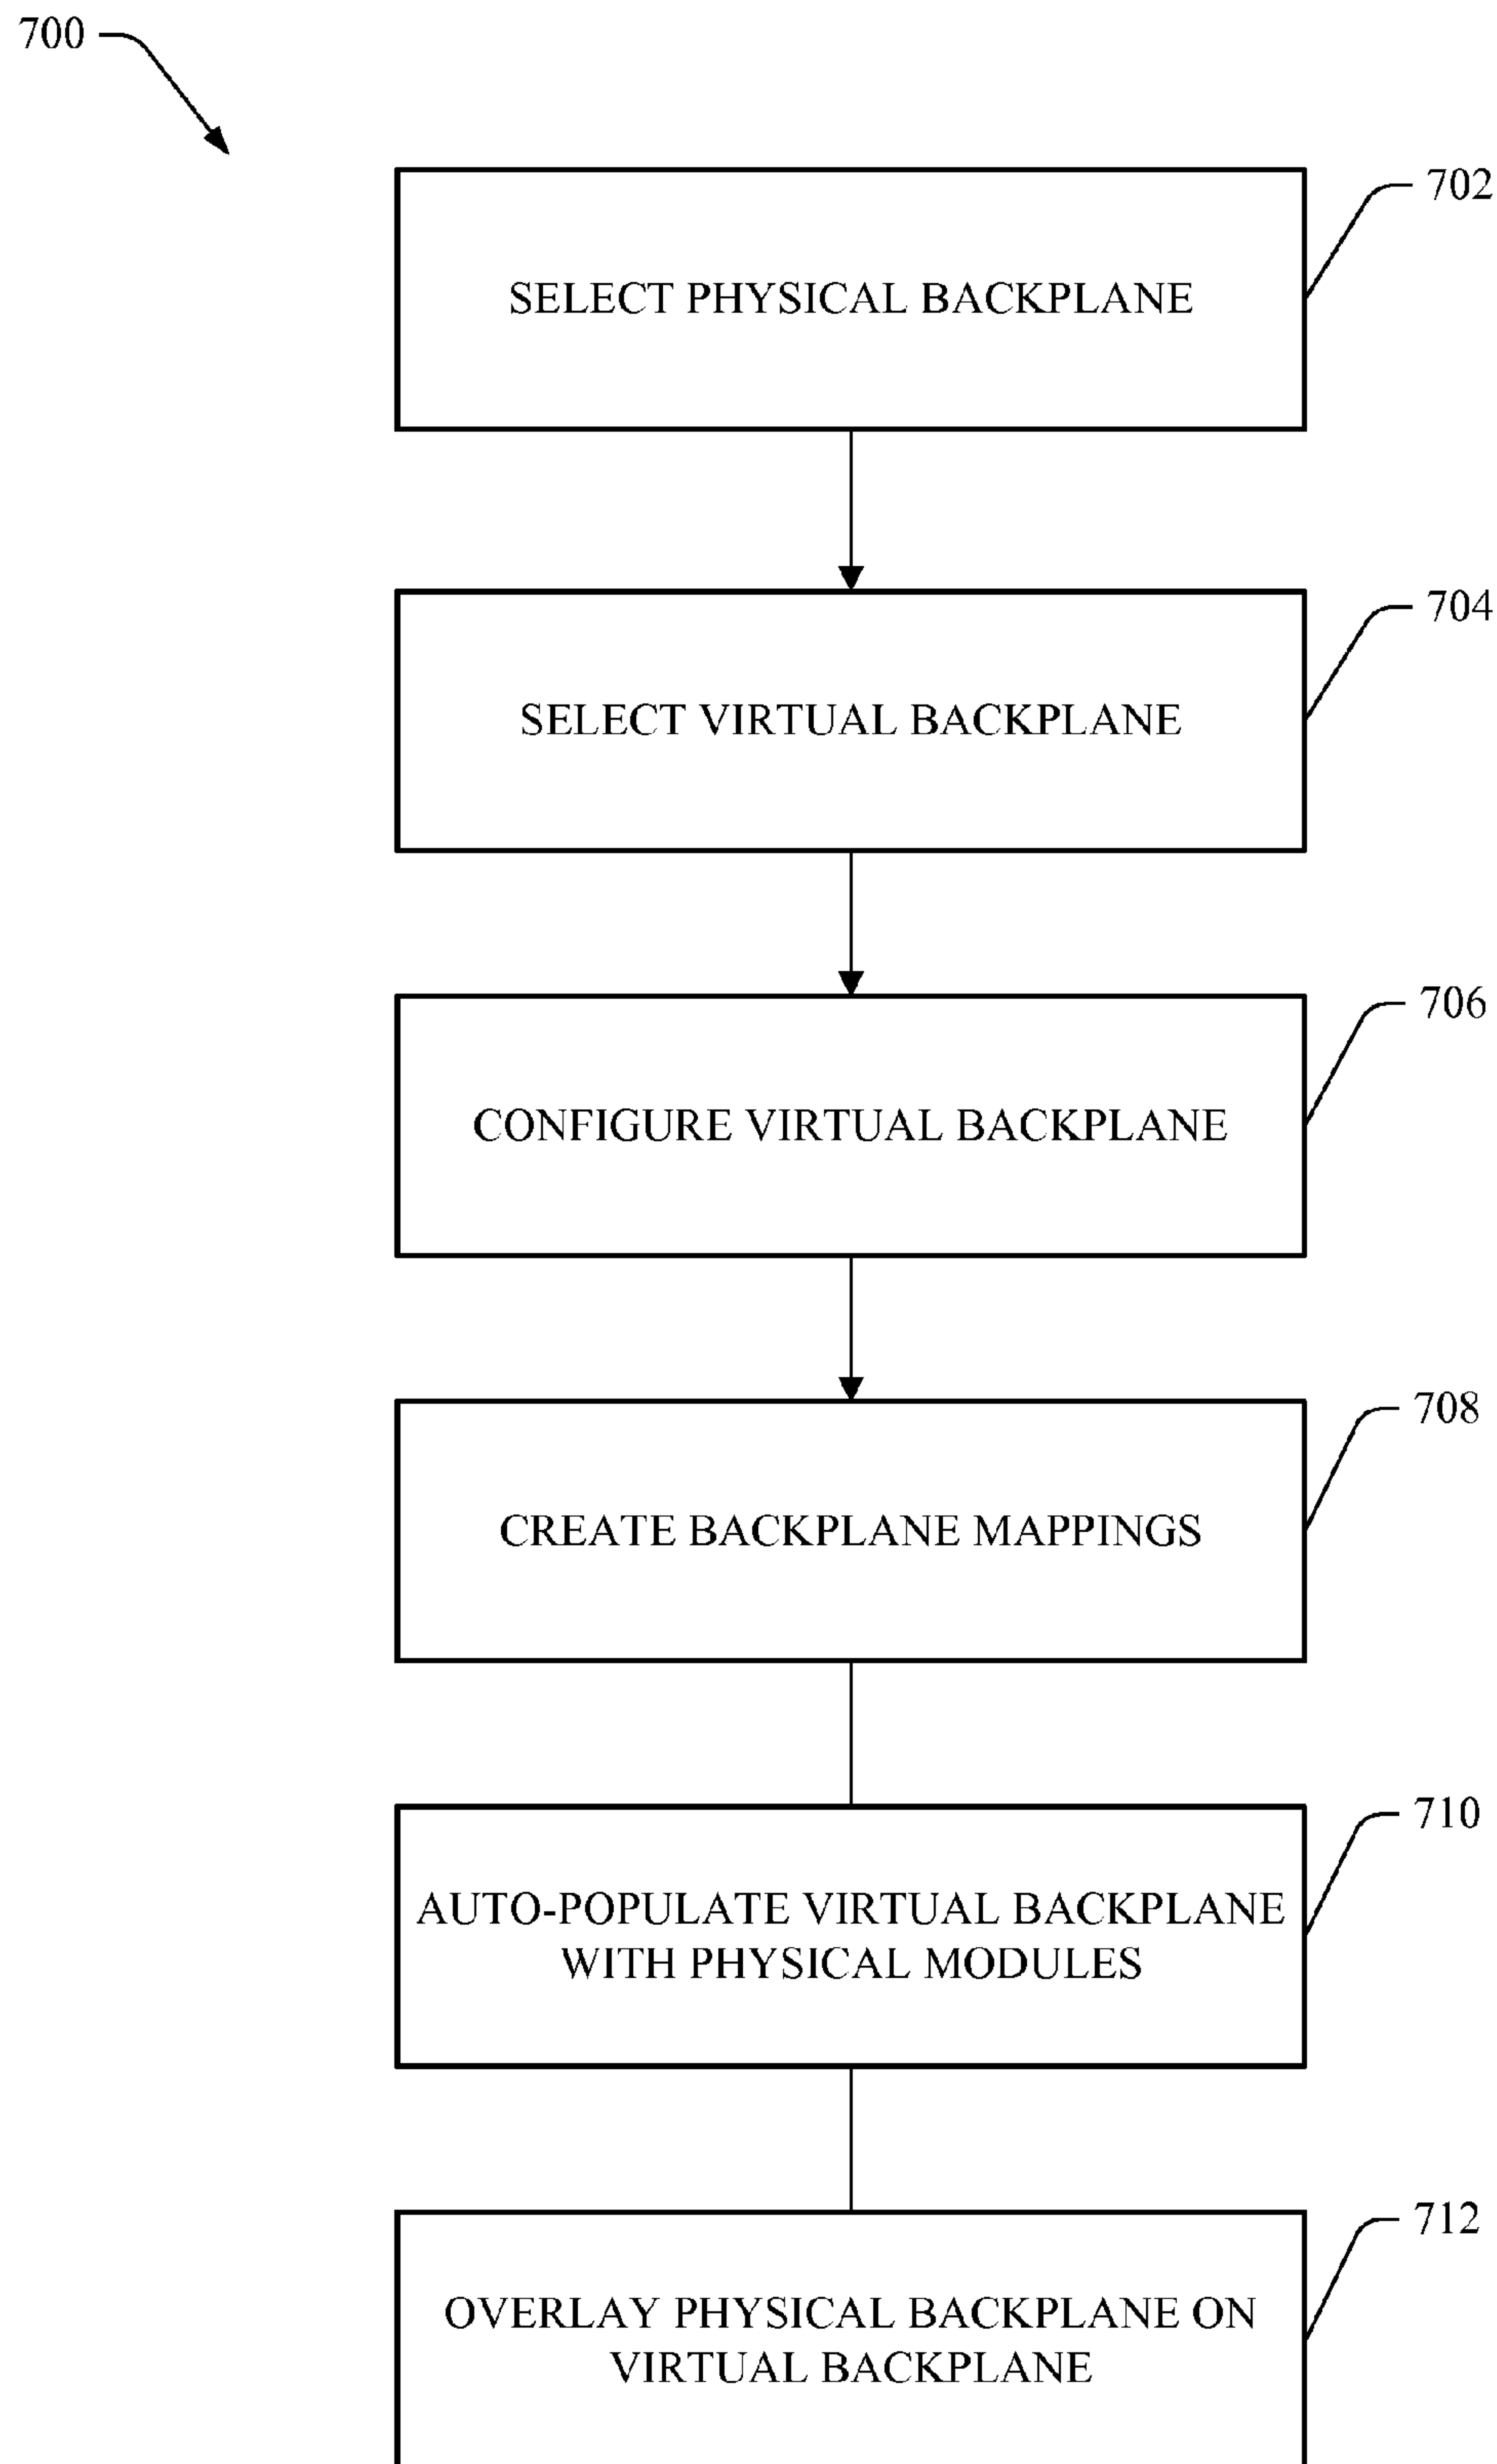 700
702
SELECT PHYSICAL BACKPLANE
704
SELECT VIRTUAL BACKPLANE
706
CONFIGURE VIRTUAL BACKPLANE
708
CREATE BACKPLANE MAPPINGS
710
AUTO-POPULATE VIRTUAL BACKPLANE
WITH PHYSICAL MODULES
712
OVERLAY PHYSICAL BACKPLANE ON
VIRTUAL BACKPLANE